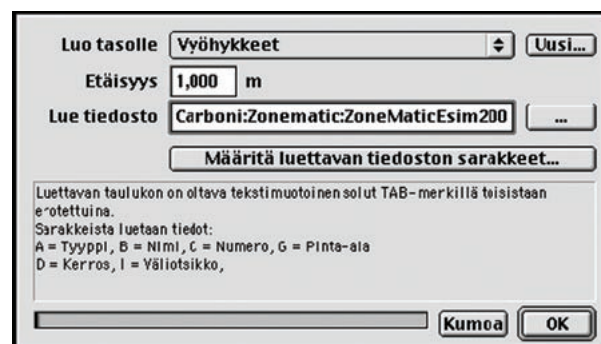 Luo tasolle Vyöhykkeet Uusi...
Etäisyys 1,000 m
Lue tiedosto Carboni:Zonematic:ZoneMaticEsim200 ...
Määritä luettavan tiedoston sarakkeet...
Luettavan taulukon on oltava tekstimuotoinen solut TAB-merkillä toisistaan
erotettuina.
Sarakkeista luetaan tiedot:
A = Tyyppi, B = Nimi, C = Numero, G = Pinta-ala
D = Kerros, I = Väliotsikko,
Kumoa OK